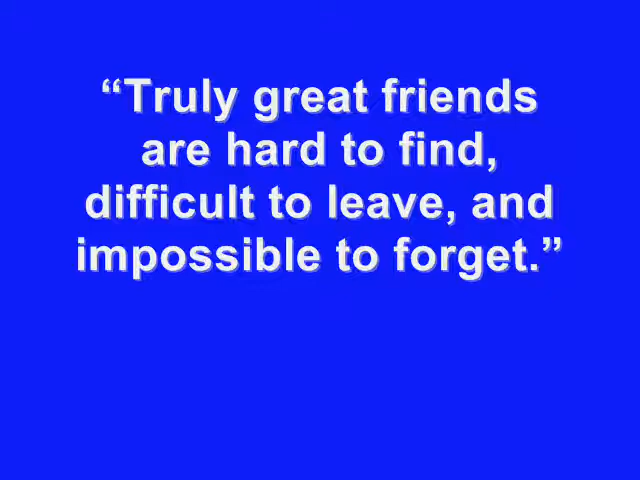 “Truly great friends
are hard to find,
difficult to leave, and
impossible to forget.”